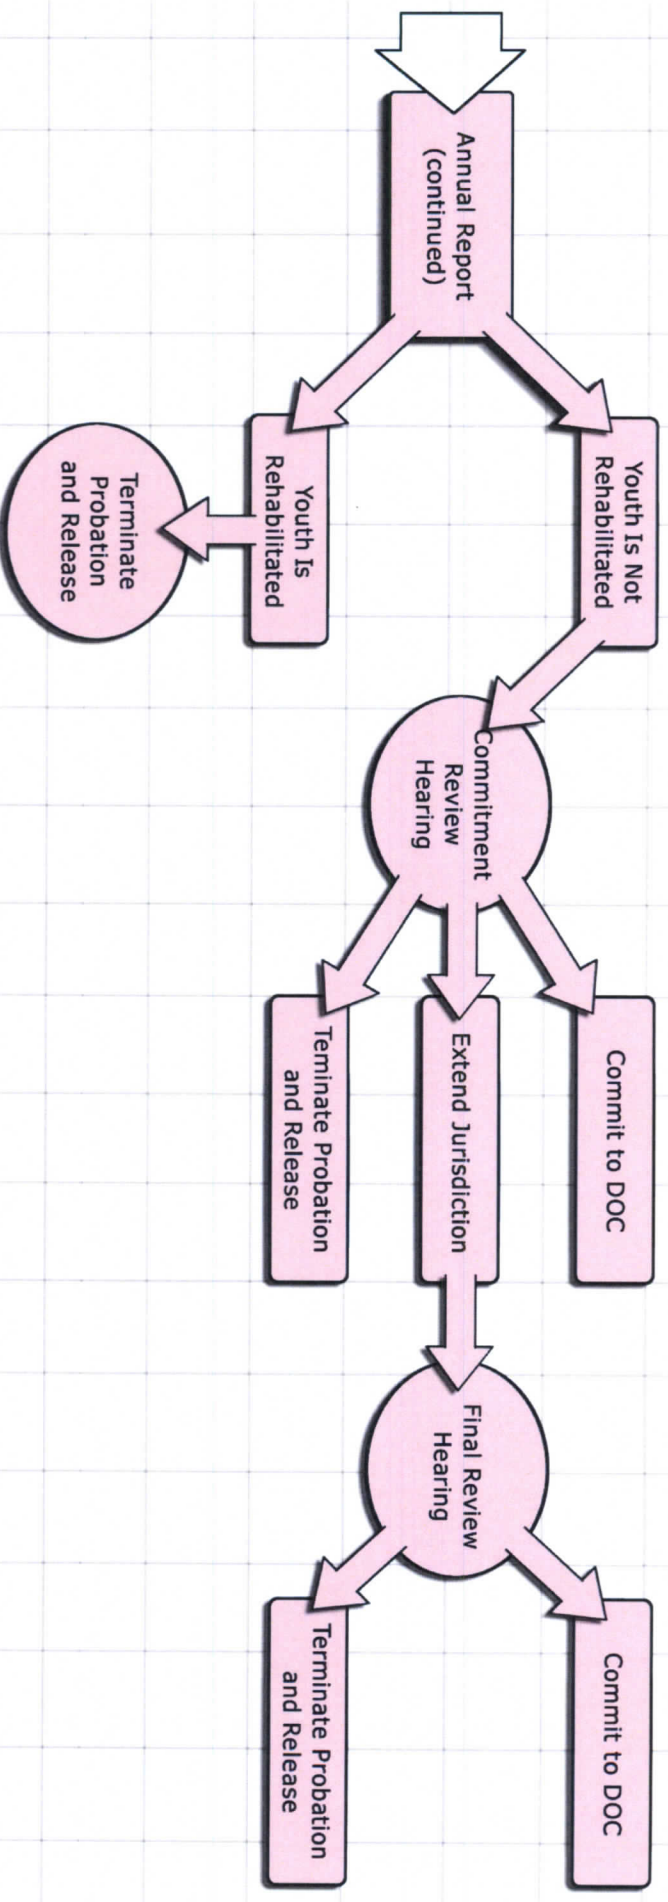 Annual Report
(continued)
Youth Is Not
Rehabilitated
Youth Is
Rehabilitated
Terminate
Probation
and Release
Commitment
Review
Hearing
Commit to DOC
Extend Jurisdiction
Teminate Probation
and Release
Final Review
Hearing
Commit to DOC
Terminate Probation
and Release